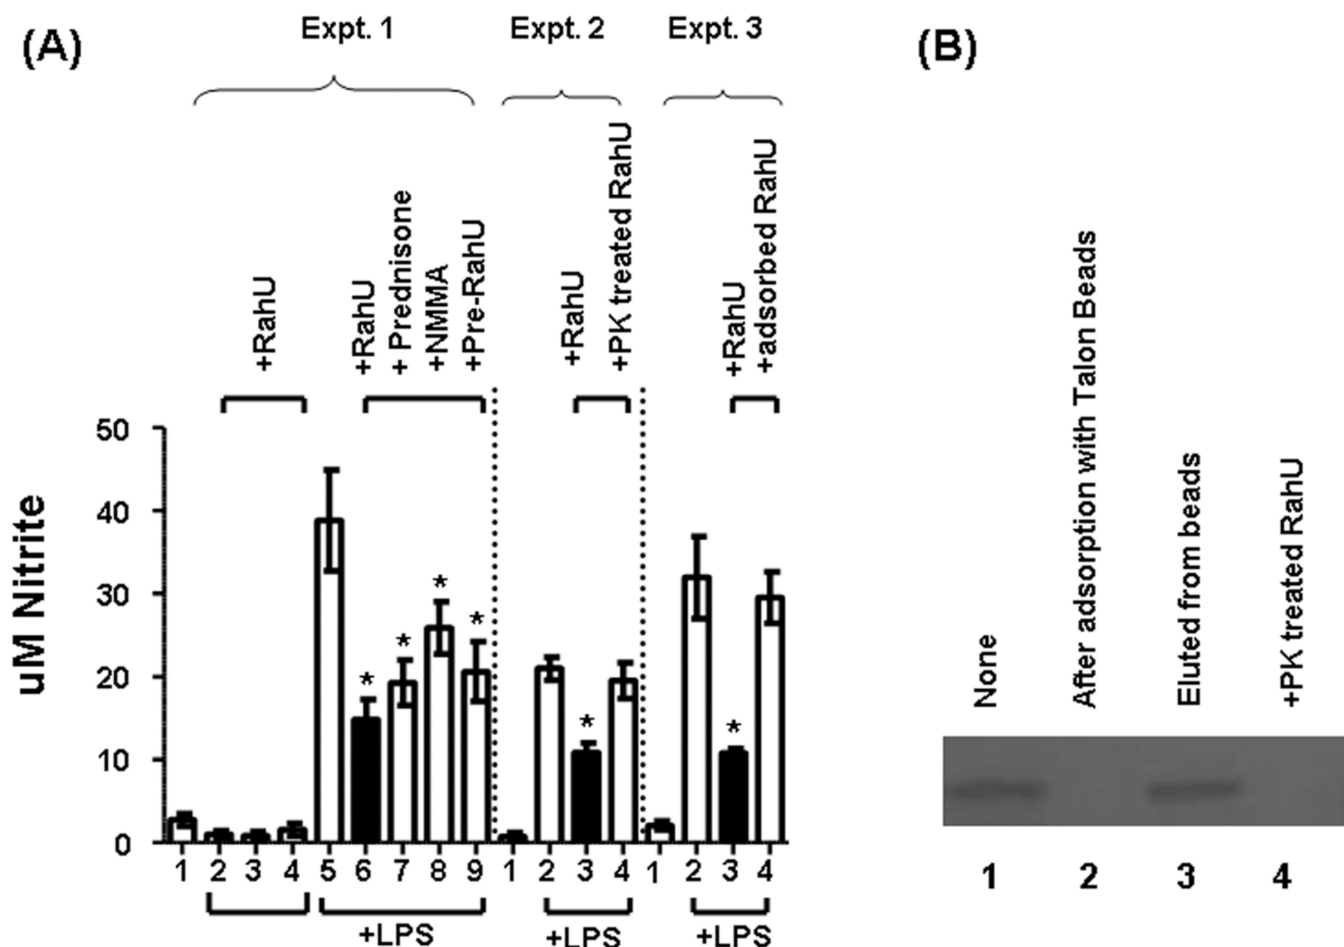 (A)
Expt. 1
Expt. 2
Expt. 3
(B)
+RahU
+RahU
+ Prednisone
+NMMA
+Pre-RahU
+RahU
+PK treated RahU
+RahU
+adsorbed RahU
uM Nitrite
50
40
30
20
10
0
* * * * * *
1 2 3 4 5 6 7 8 9 1 2 3 4 1 2 3 4
+LPS
+LPS
+LPS
None
After adsorption with Talon Beads
Eluted from beads
+PK treated RahU
1 2 3 4